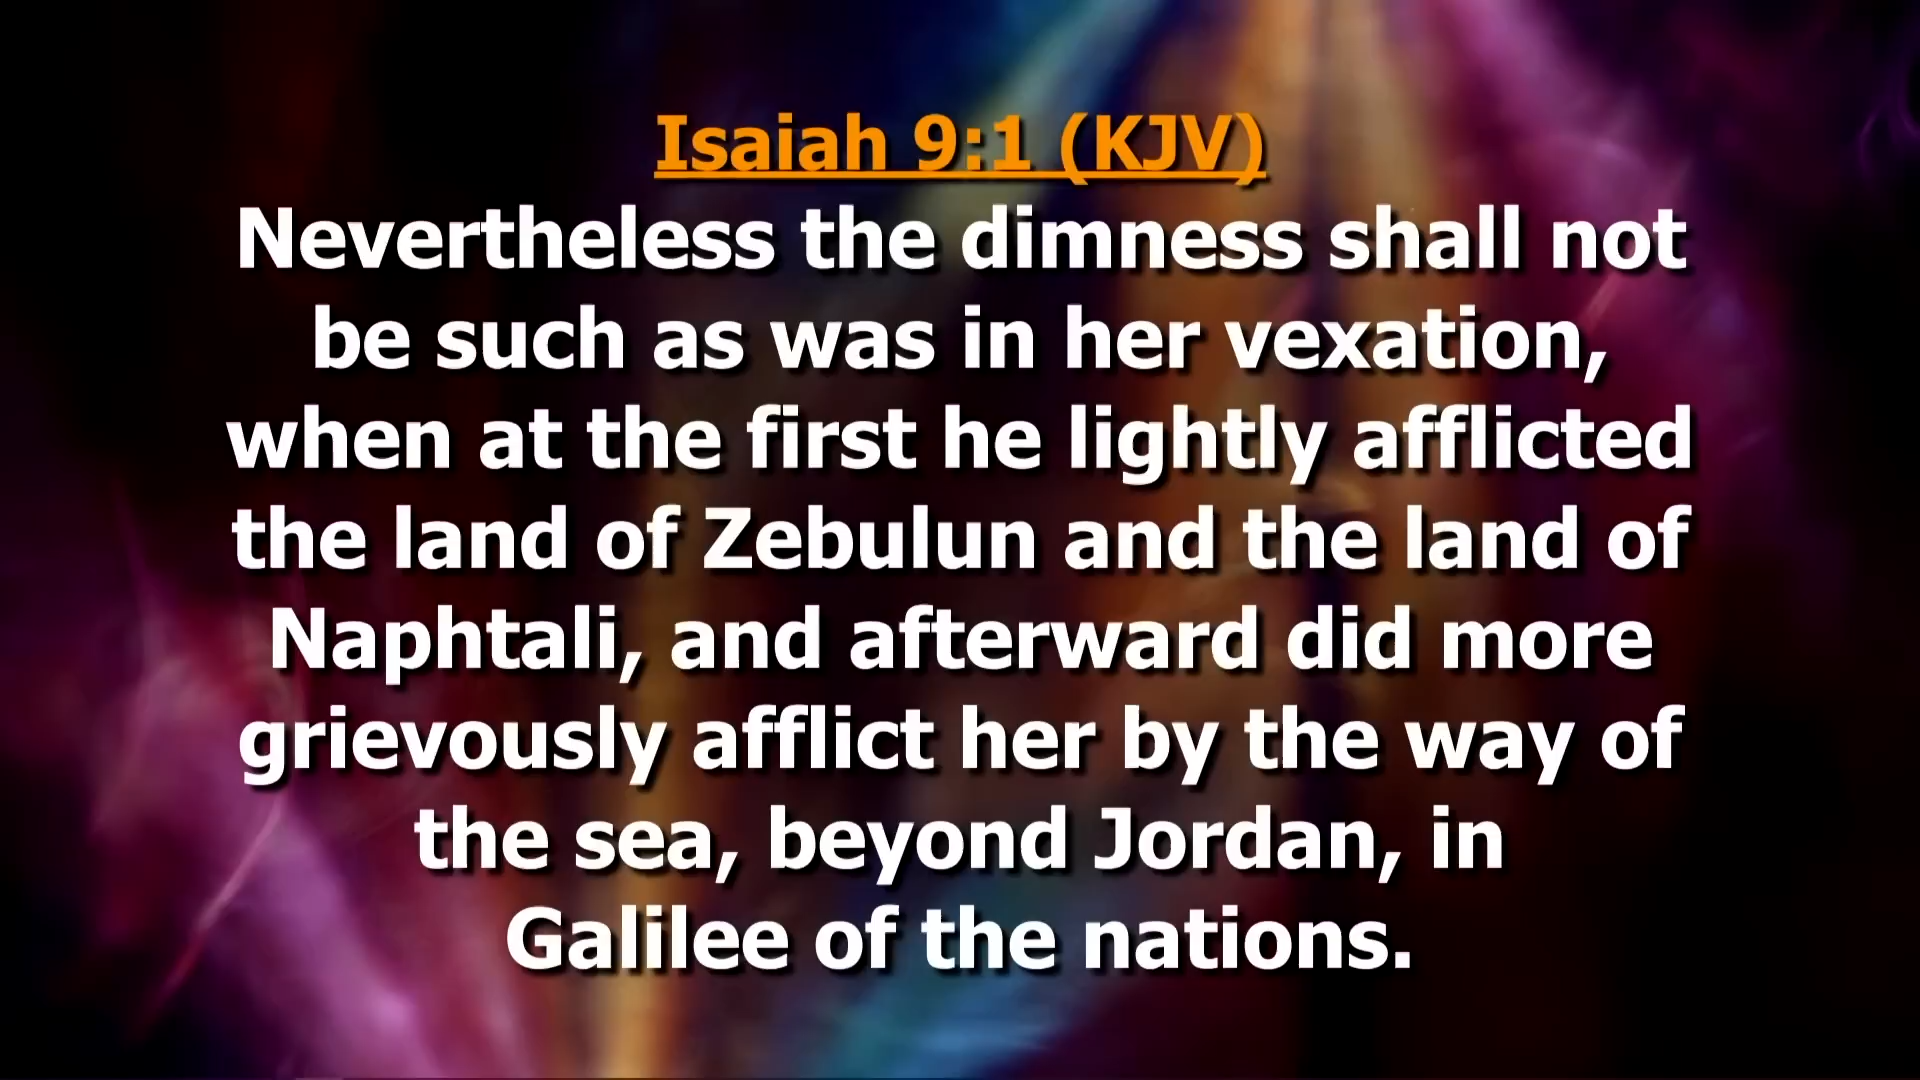 Isaiah 9:1 (KJV)
Nevertheless the dimness shall not
be such as was in her vexation,
when at the first he lightly afflicted
the land of Zebulun and the land of
Naphtali, and afterward did more
grievously afflict her by the way of
the sea, beyond Jordan, in
Galilee of the nations.